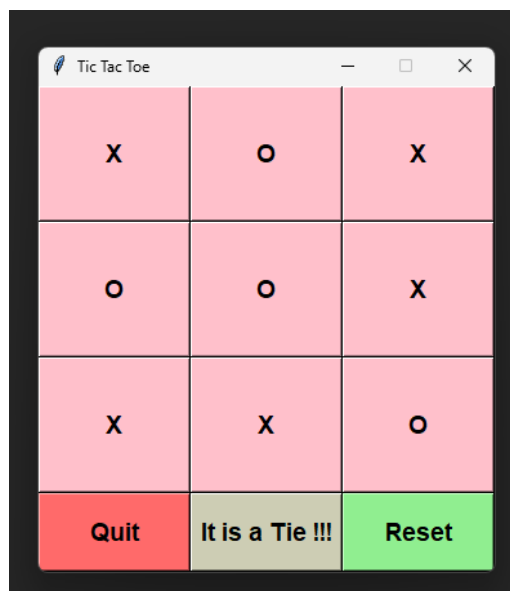 Tic Tac Toe
X O X
O O X
X X O
Quit It is a Tie !!! Reset